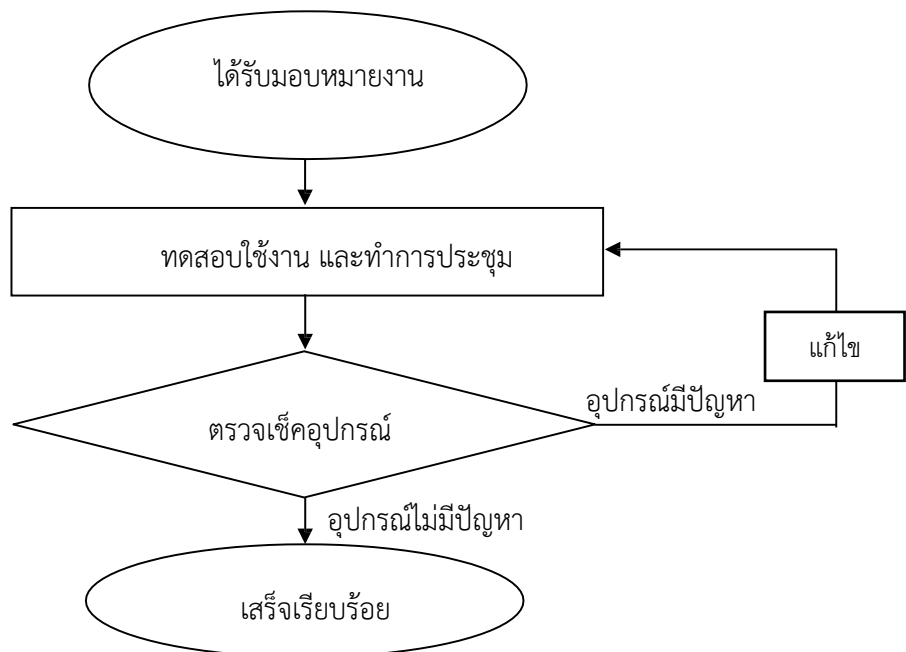 ได้รับมอบหมายงาน
ทดสอบใช้งาน และทำการประชุม
แก้ไข
อุปกรณ์มีปัญหา
ตรวจเช็คอุปกรณ์
อุปกรณ์ไม่มีปัญหา
เสร็จเรียบร้อย